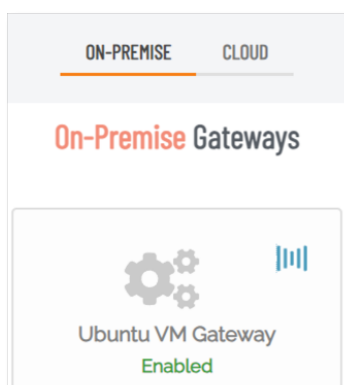 ON-PREMISE CLOUD
On-Premise Gateways
Ubuntu VM Gateway
Enabled